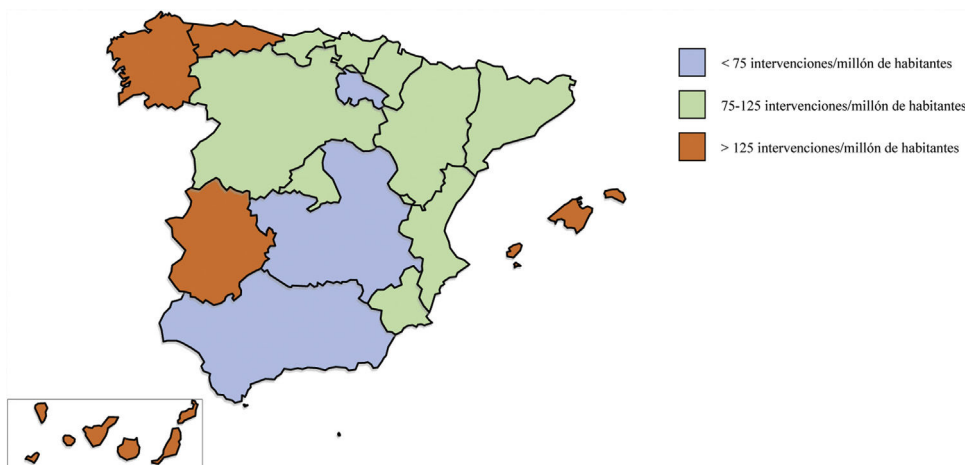 < 75 intervenciones/millón de habitantes
75-125 intervenciones/millón de habitantes
> 125 intervenciones/millón de habitantes